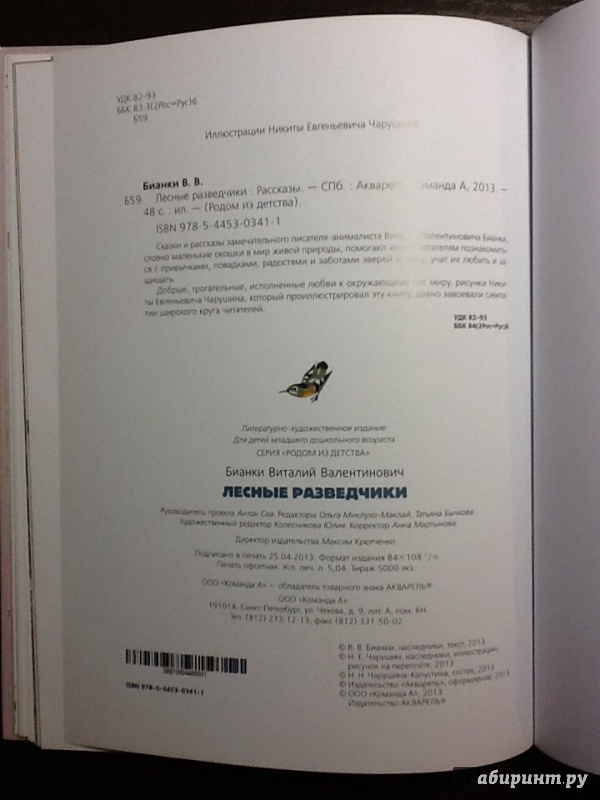 УДК 82-93
ББК 83.3(2Рос=Рус)6
Б59
Иллюстрации Никиты Евгеньевича Чарушина
Бианки В. В.
Б59 Лесные разведчики : Рассказы. — СПб. : Акварель, Команда А, 2013. —
48 с. : ил. — (Родом из детства).
ISBN 978-5-4453-0341-1
Сказки и рассказы замечательного писателя-анималиста Виталия Валентиновича Бианки,
словно маленькие окошки в мир живой природы, помогают читателям познакомить-
ся с привычками, повадками, радостями и заботами зверей и учат их любить и за-
щищать.
Добрые, трогательные, исполненные любви к окружающему нас миру, рисунки Ники-
ты Евгеньевича Чарушина, который проиллюстрировал эту книгу, давно завоевали симпа-
тии широкого круга читателей.
УДК 82-93
ББК 84(2Рос=Рус)6
Литературно-художественное издание
Для детей младшего дошкольного возраста
СЕРИЯ «РОДОМ ИЗ ДЕТСТВА»
Бианки Виталий Валентинович
ЛЕСНЫЕ РАЗВЕДЧИКИ
Руководитель проекта Антон Соя. Редакторы Ольга Миклухо-Маклай, Татьяна Бычкова
Художественный редактор Колесникова Юлия. Корректор Анна Мартынова
Директор издательства Максим Крютченко
Подписано в печать 25.04.2013. Формат издания 84×108
Печать офсетная. Усл. печ. л. 5,04. Тираж 5000 экз.
ООО «Команда А» — обладатель товарного знака АКВАРЕЛЬ®
ООО «Команда А»
191014, Санкт-Петербург, ул. Чехова, д. 9, лит. А, пом. 6Н
Тел. (812) 273-12-13, факс (812) 331-50-02
© В. В. Бианки, наследники, текст, 2013
© Н. Е. Чарушин, наследники, иллюстрации,
рисунок на переплете, 2013
© Н. Н. Чарушина-Капустина, состав, 2013
© Издательство «Акварель», оформление, 2013
© ООО «Команда А», 2013
АКВАРЕЛЬ®
ISBN 978-5-4453-0341-1
абиринт.ру